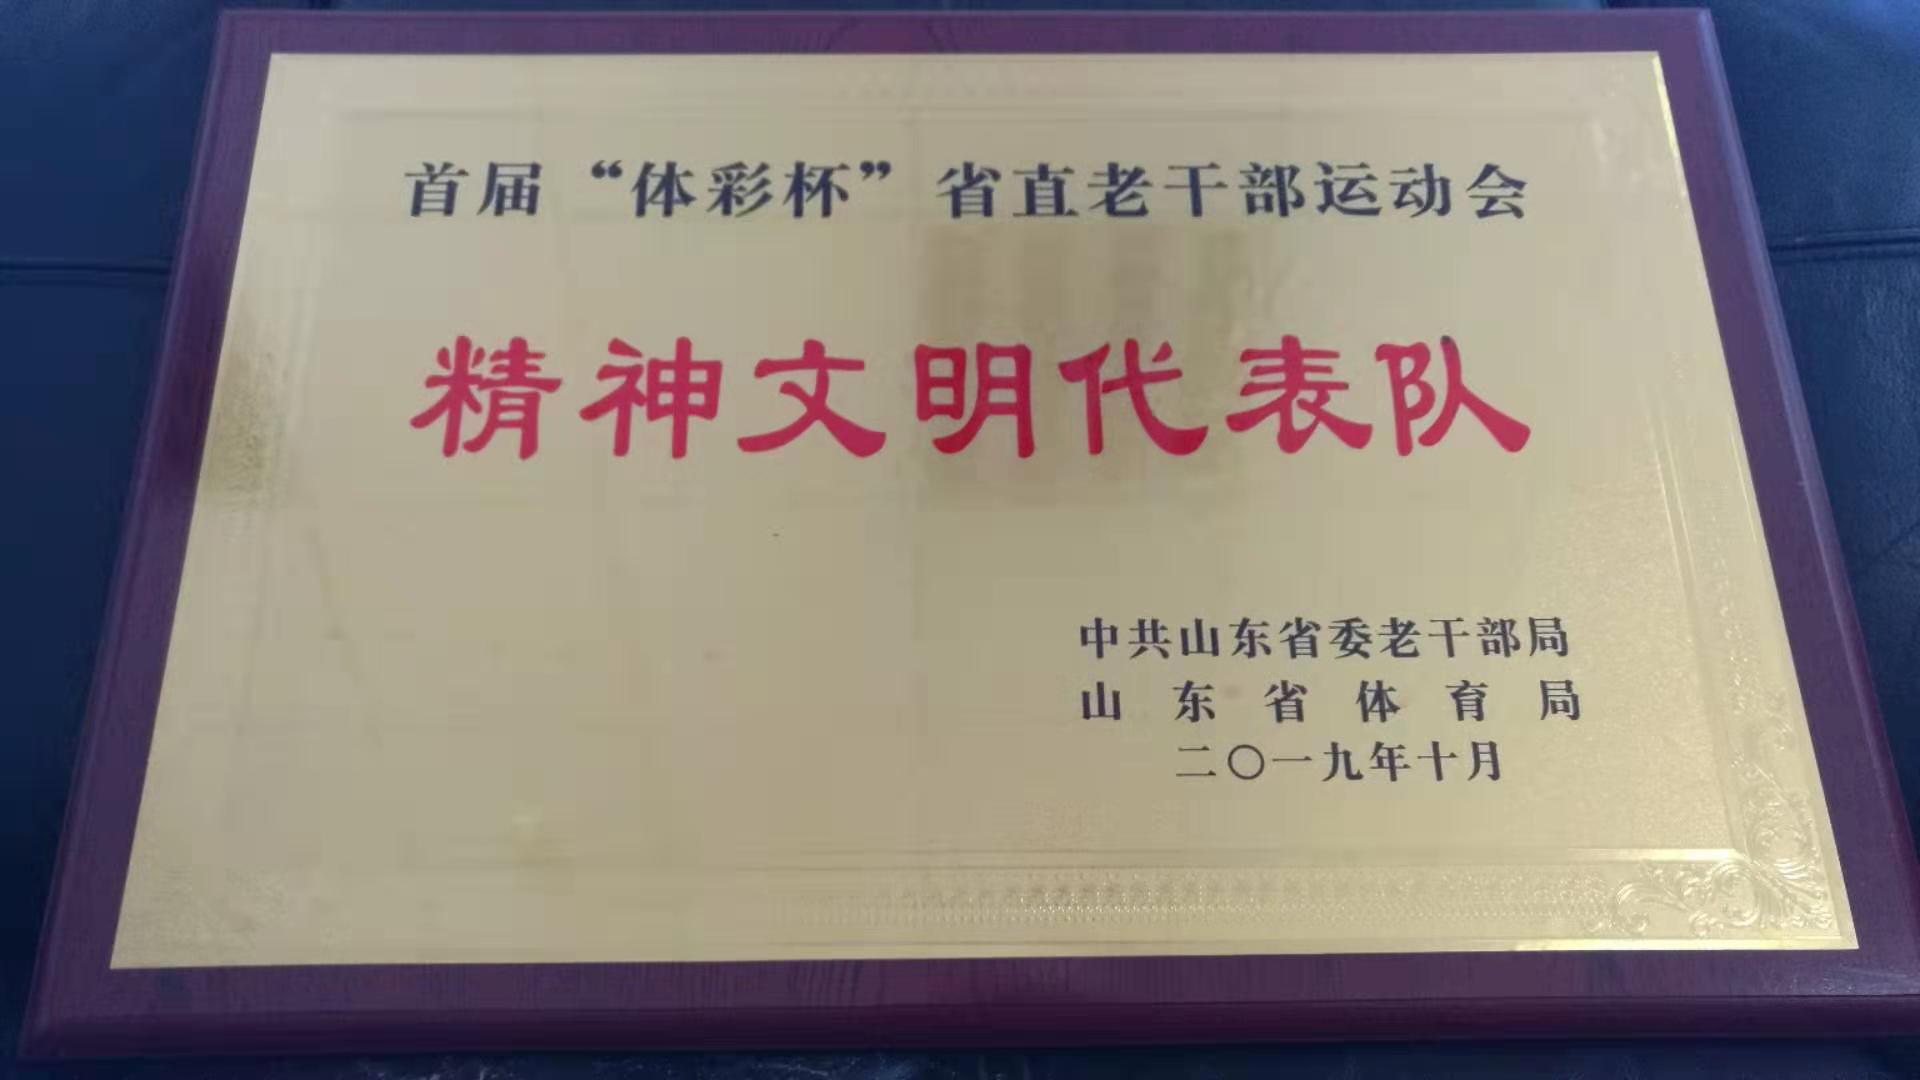 首届“体彩杯”省直老干部运动会
精神文明代表队
中共山东省委老干部局
山东省体育局
二〇一九年十月